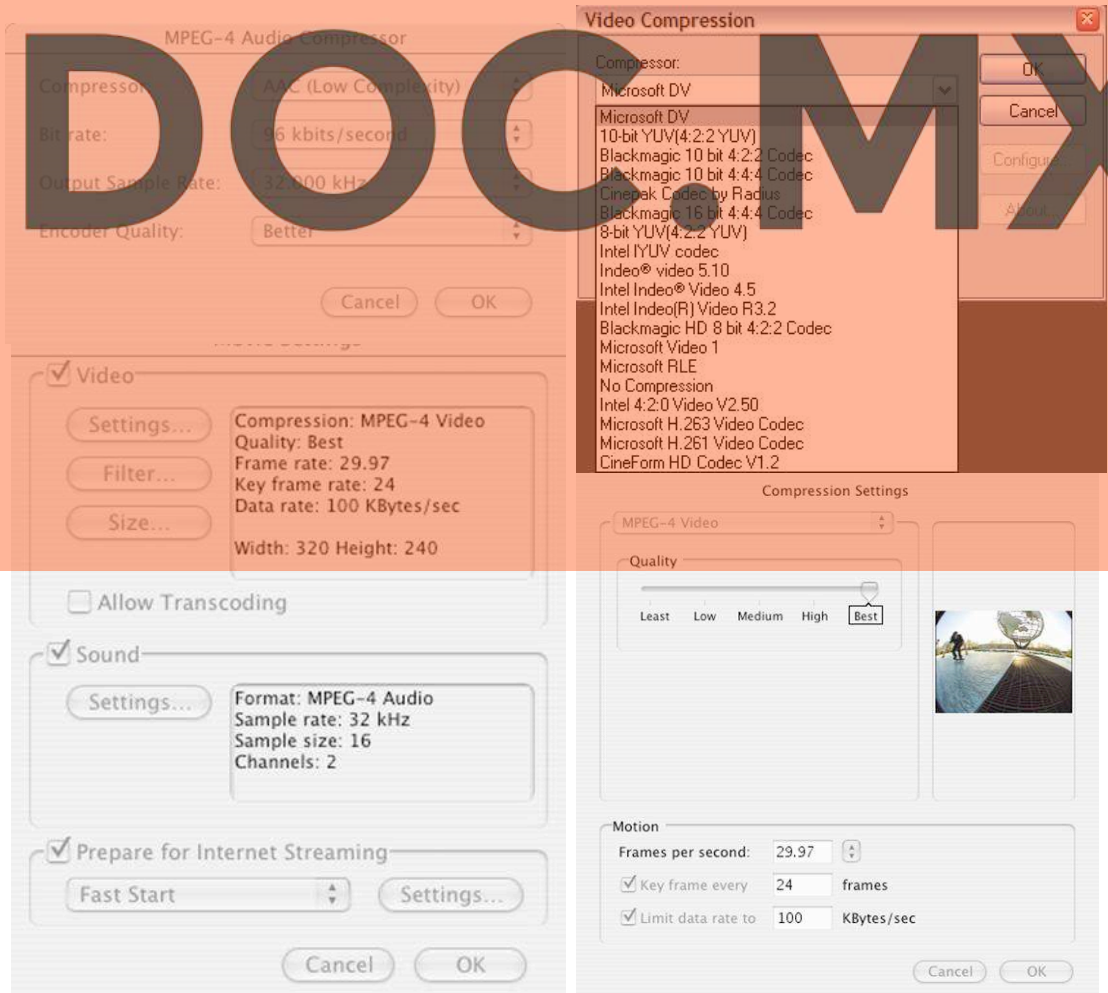 DOC.MX
MPEG-4 Audio Compressor
Compressor:
AAC (Low Complexity)
Bit rate:
96 kbits/second
Output Sample Rate:
32.000 kHz
Encoder Quality:
Better
Cancel
OK
Video Compression
Compressor:
Microsoft DV
OK
Cancel
Configure...
About...
Microsoft DV
10-bit YUV(4:2:2 YUV)
Blackmagic 10 bit 4:2:2 Codec
Blackmagic 10 bit 4:4:4 Codec
Cinepak Codec by Radius
Blackmagic 16 bit 4:4:4 Codec
8-bit YUV(4:2:2 YUV)
Intel IYUV codec
Indeo® video 5.10
Intel Indeo® Video 4.5
Intel Indeo(R) Video R3.2
Blackmagic HD 8 bit 4:2:2 Codec
Microsoft Video 1
Microsoft RLE
No Compression
Intel 4:2:0 Video V2.50
Microsoft H.263 Video Codec
Microsoft H.261 Video Codec
CineForm HD Codec V1.2
Movie Settings
Video
Settings...
Filter...
Size...
Compression: MPEG-4 Video
Quality: Best
Frame rate: 29.97
Key frame rate: 24
Data rate: 100 KBytes/sec
Width: 320 Height: 240
Allow Transcoding
Sound
Settings...
Format: MPEG-4 Audio
Sample rate: 32 kHz
Sample size: 16
Channels: 2
Prepare for Internet Streaming
Fast Start
Settings...
Cancel
OK
Compression Settings
MPEG-4 Video
Quality
Least Low Medium High Best
Motion
Frames per second: 29.97
Key frame every 24 frames
Limit data rate to 100 KBytes/sec
Cancel
OK